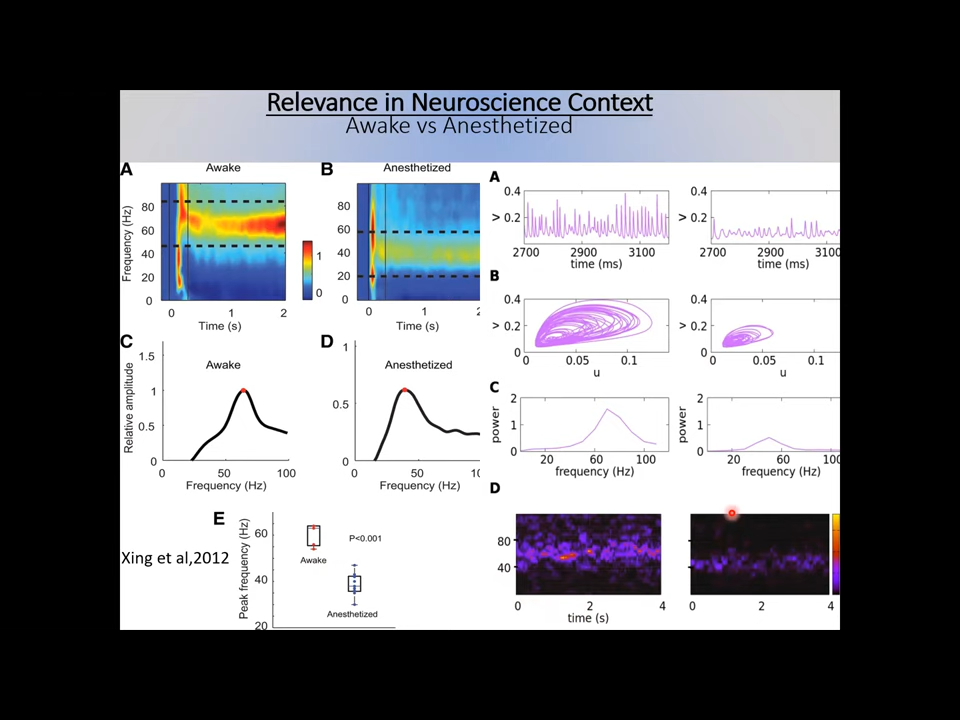 Relevance in Neuroscience Context
Awake vs Anesthetized
A
Awake
Frequency (Hz)
80
60
40
20
0
0
1
2
Time (s)
1
0
B
Anesthetized
80
60
40
20
0
0
1
2
Time (s)
C
Awake
Relative amplitude
1.5
1
0.5
0
0
50
100
Frequency (Hz)
D
Anesthetized
1
0.5
0
0
50
Frequency (Hz)
E
Peak frequency (Hz)
60
40
20
P<0.001
Awake
Anesthetized
Xing et al,2012
A
V
0.4
0.2
2700
2900
3100
time (ms)
V
0.4
0.2
2700
2900
3100
time (ms)
B
V
0.4
0.2
0
0
0.05
0.1
u
V
0.4
0.2
0
0
0.05
0.1
u
C
power
2
1
0
20
60
100
frequency (Hz)
power
2
1
0
20
60
frequency (Hz)
D
80
40
0
2
4
time (s)
0
2
4